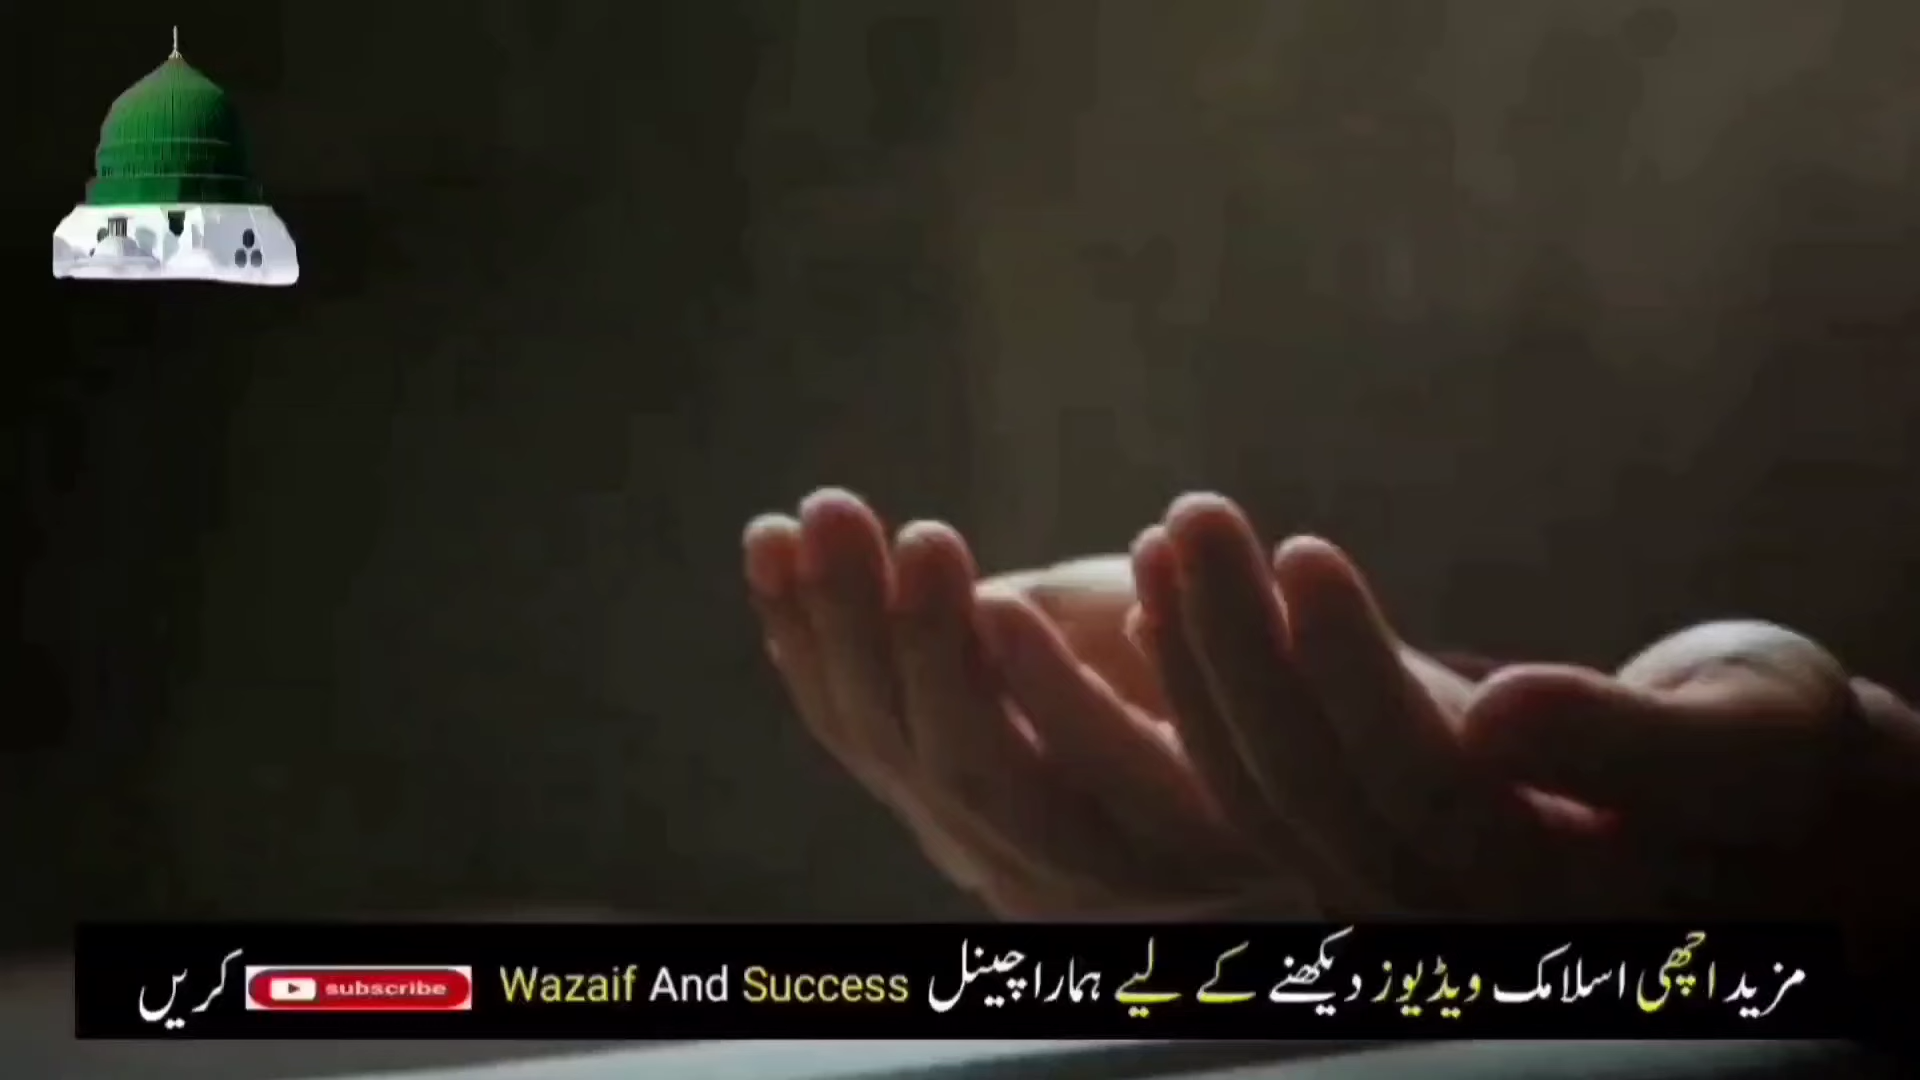 مزید اچھی اسلامک ویڈیوز دیکھنے کے لیے ہمارا چینل Wazaif And Success subscribe کریں